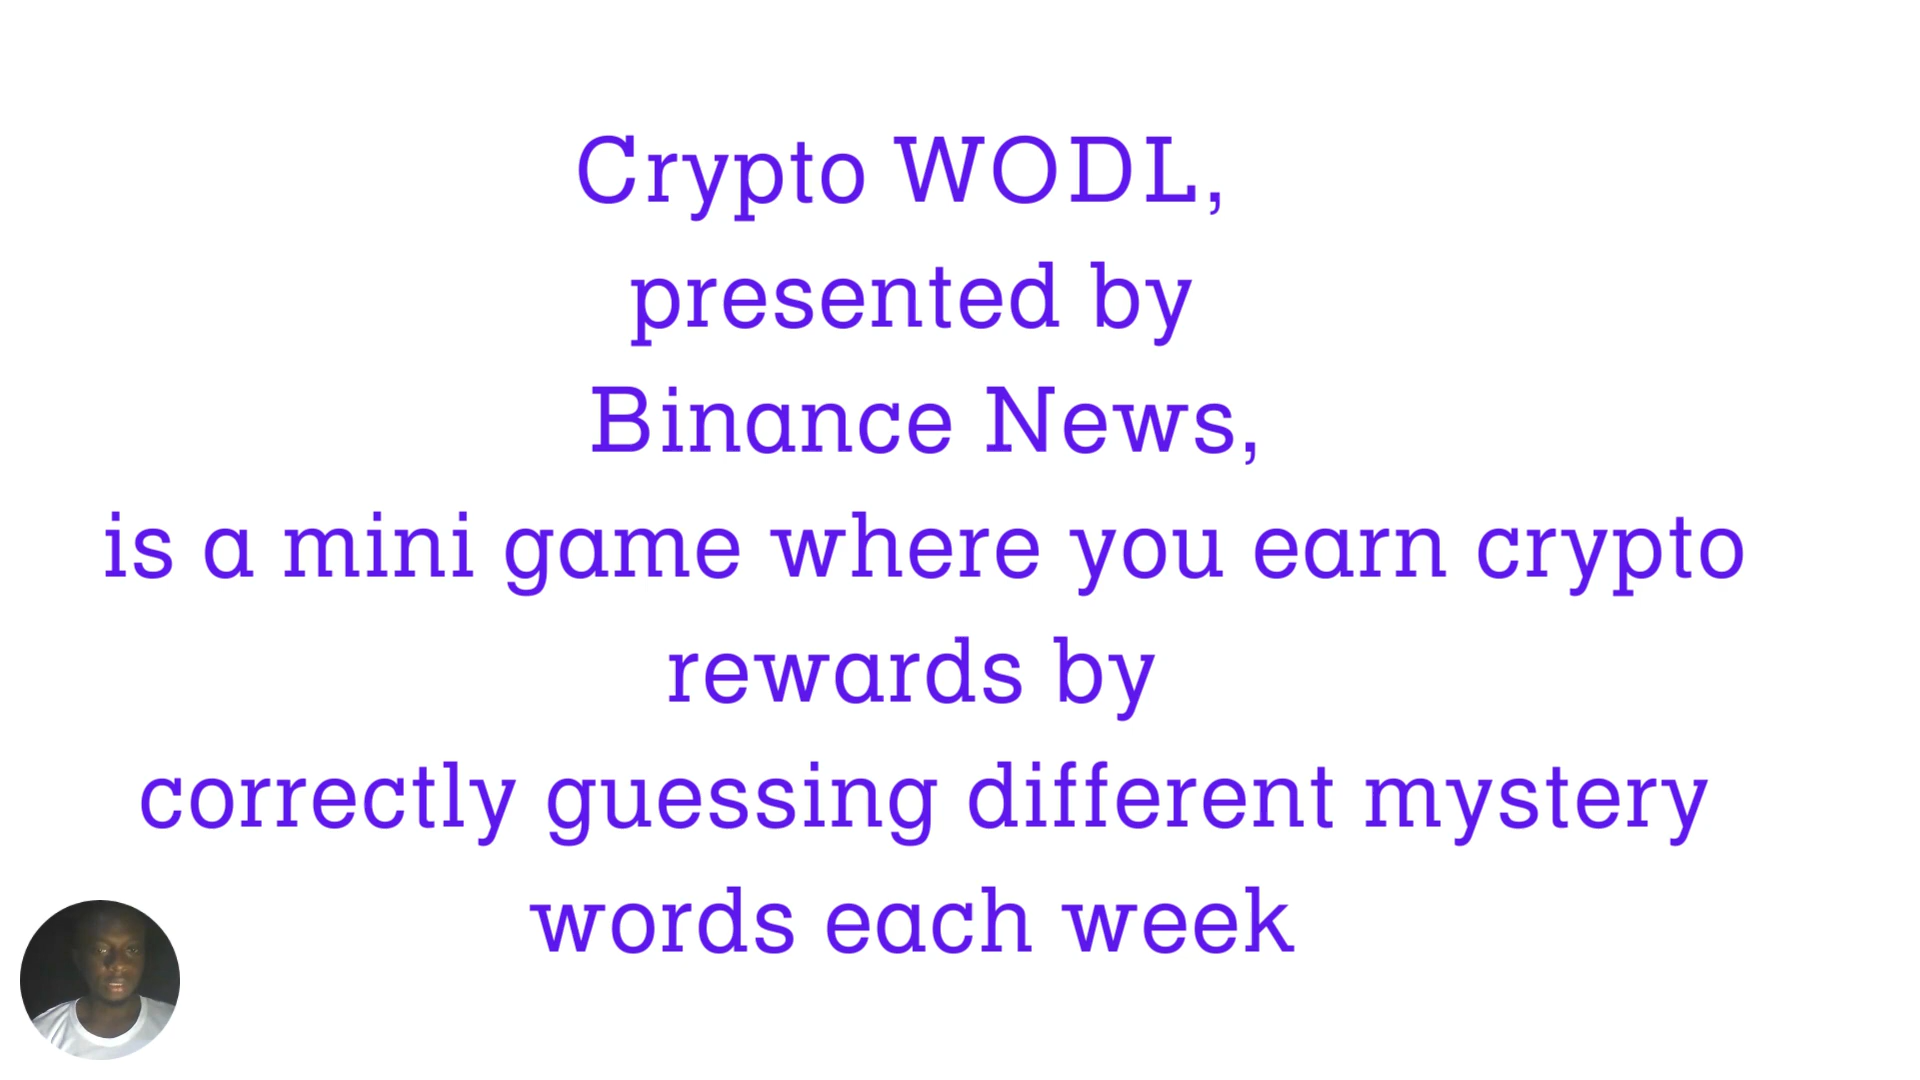 Crypto WODL,
presented by
Binance News,
is a mini game where you earn crypto
rewards by
correctly guessing different mystery
words each week